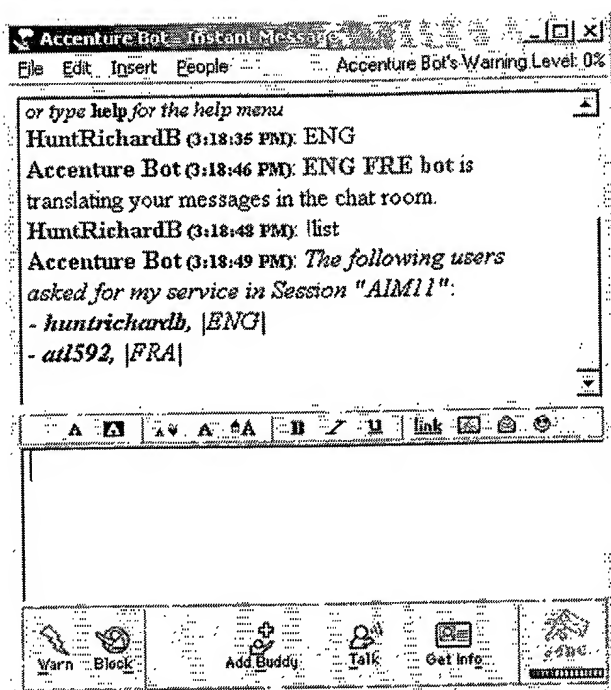 Accenture Bot - Instant Message
File Edit Insert People Accenture Bot's Warning Level: 0%
or type help for the help menu
HuntRichardB (3:18:35 PM): ENG
Accenture Bot (3:18:46 PM): ENG FRE bot is
translating your messages in the chat room.
HuntRichardB (3:18:48 PM): !list
Accenture Bot (3:18:49 PM): The following users
asked for my service in Session "AIM11":
- huntrichardb, |ENG|
- atl592, |FRA|
A A A A A B I U link
Warn Block Add Buddy Talk Get Info